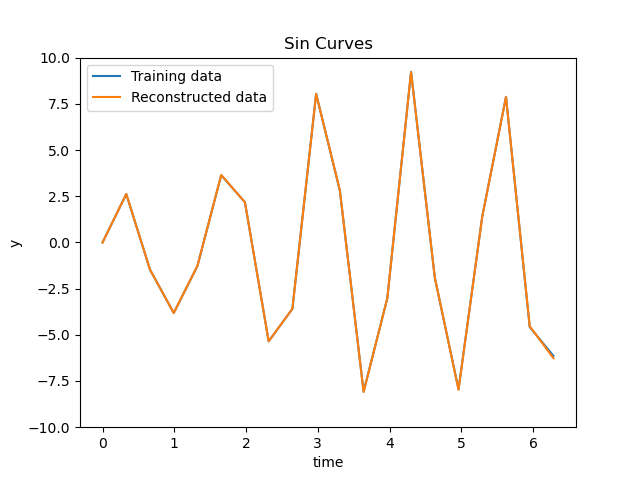 Sin Curves
Training data
Reconstructed data
10.0
7.5
5.0
2.5
0.0
−2.5
−5.0
−7.5
−10.0
y
0 1 2 3 4 5 6
time